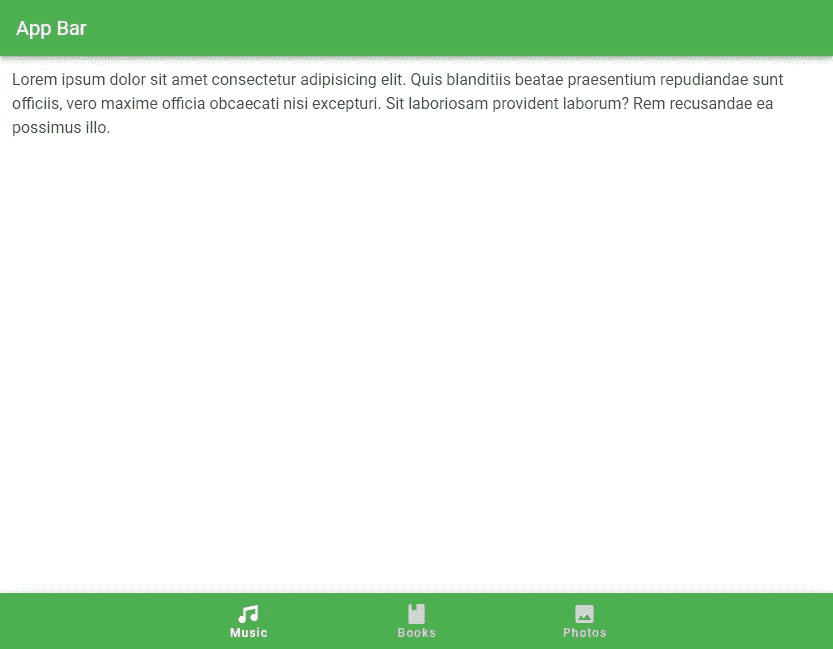 App Bar
Lorem ipsum dolor sit amet consectetur adipisicing elit. Quis blanditiis beatae praesentium repudiandae sunt
officiis, vero maxime officia obcaecati nisi excepturi. Sit laboriosam provident laborum? Rem recusandae ea
possimus illo.
Music Books Photos